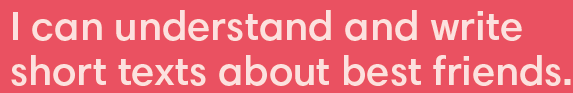 I can understand and write
short texts about best friends.